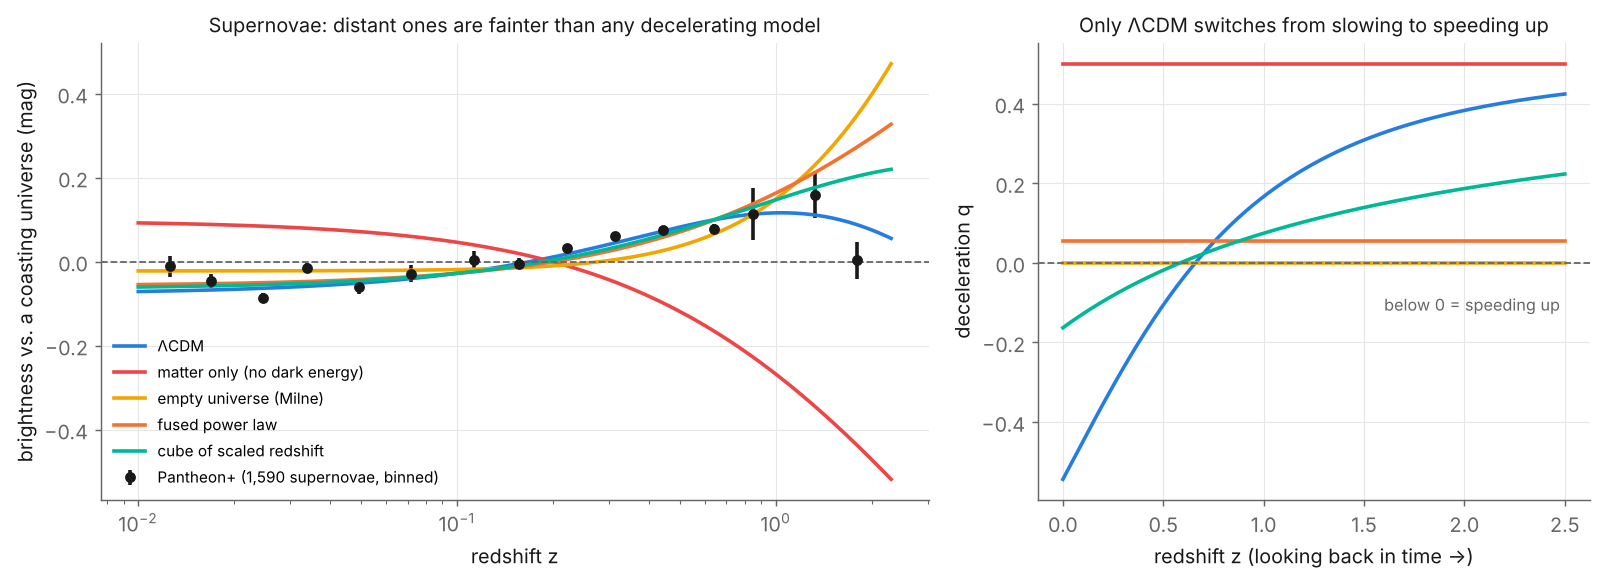 Supernovae: distant ones are fainter than any decelerating model
brightness vs. a coasting universe (mag)
0.4
0.2
0.0
−0.2
−0.4
ΛCDM
matter only (no dark energy)
empty universe (Milne)
fused power law
cube of scaled redshift
Pantheon+ (1,590 supernovae, binned)
10⁻²
10⁻¹
10⁰
redshift z
Only ΛCDM switches from slowing to speeding up
deceleration q
0.4
0.2
0.0
−0.2
−0.4
below 0 = speeding up
0.0
0.5
1.0
1.5
2.0
2.5
redshift z (looking back in time →)